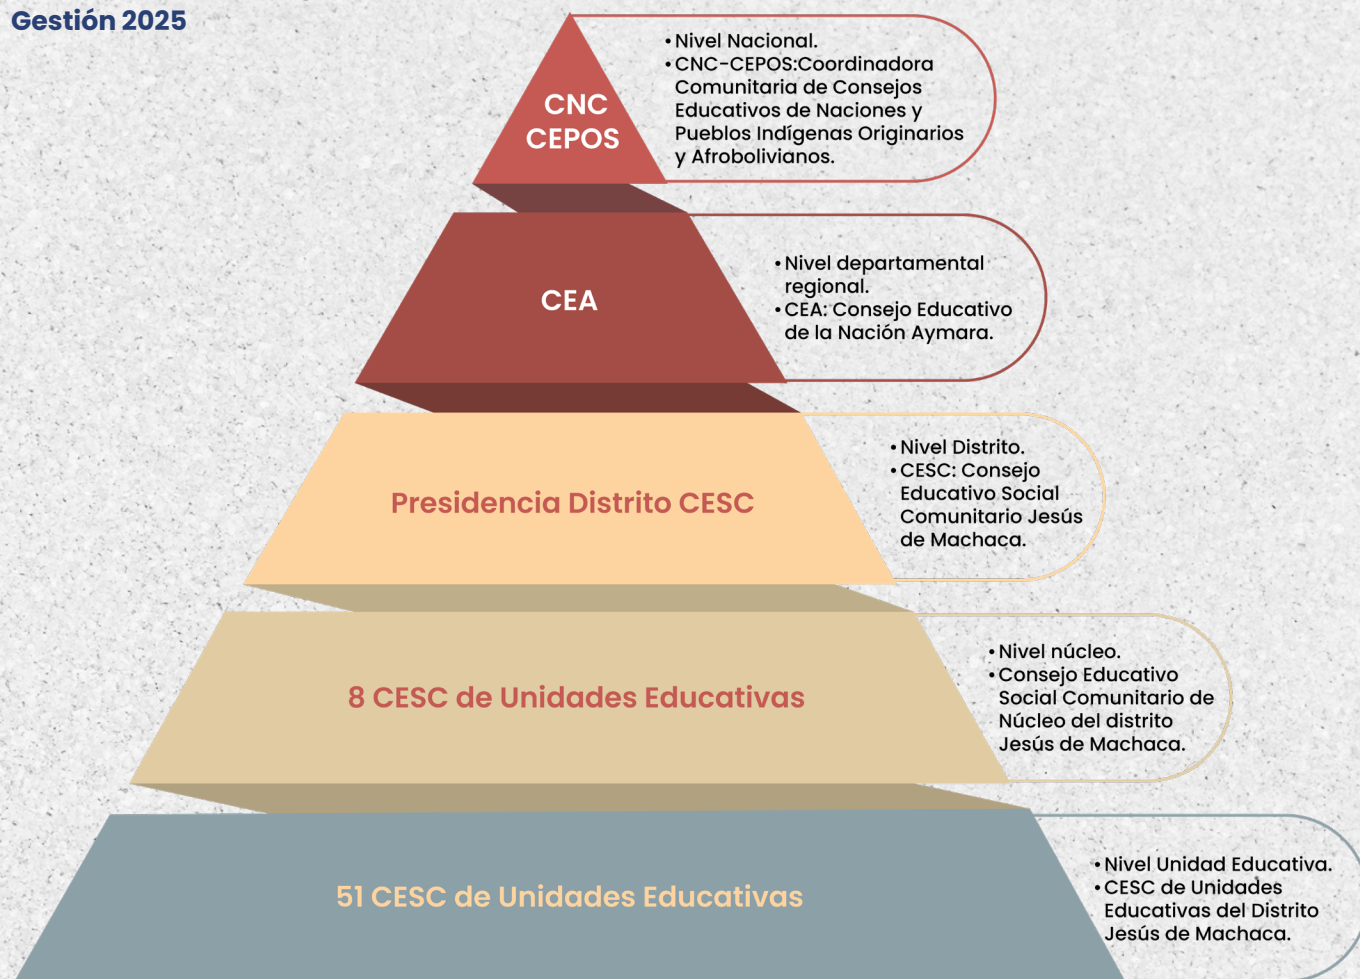 Gestión 2025
CNC
CEPOS
• Nivel Nacional.
• CNC-CEPOS:Coordinadora
Comunitaria de Consejos
Educativos de Naciones y
Pueblos Indígenas Originarios
y Afrobolivianos.
CEA
• Nivel departamental
regional.
• CEA: Consejo Educativo
de la Nación Aymara.
Presidencia Distrito CESC
• Nivel Distrito.
• CESC: Consejo
Educativo Social
Comunitario Jesús
de Machaca.
8 CESC de Unidades Educativas
• Nivel núcleo.
• Consejo Educativo
Social Comunitario de
Núcleo del distrito
Jesús de Machaca.
51 CESC de Unidades Educativas
• Nivel Unidad Educativa.
• CESC de Unidades
Educativas del Distrito
Jesús de Machaca.